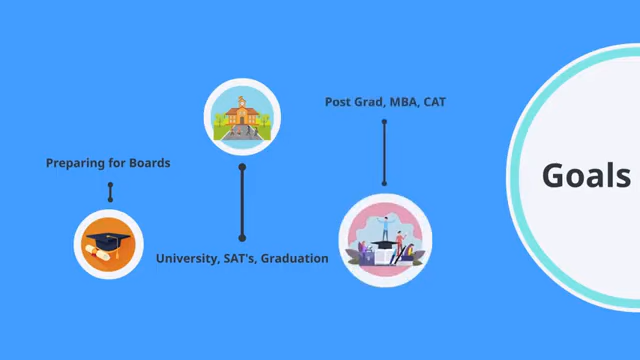 Post Grad, MBA, CAT
Preparing for Boards
Goals
University, SAT's, Graduation